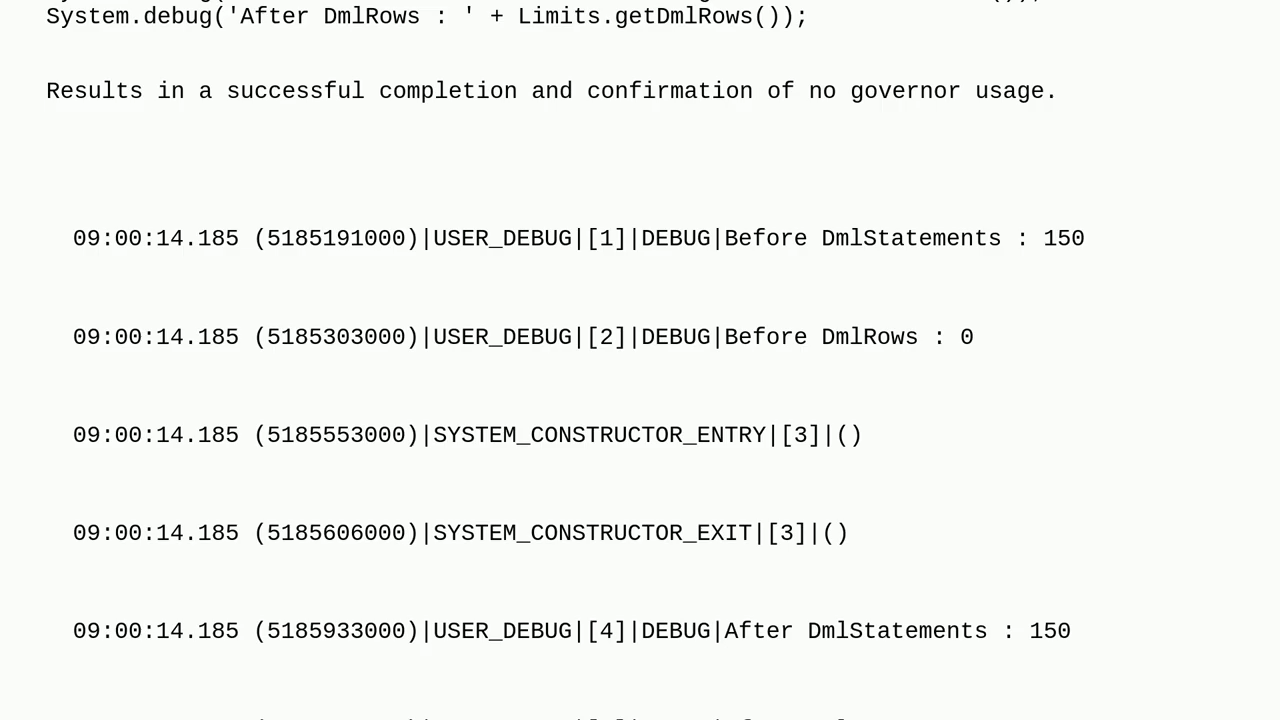 System.debug('After DmlRows : ' + Limits.getDmlRows());
Results in a successful completion and confirmation of no governor usage.
09:00:14.185 (5185191000)|USER_DEBUG|[1]|DEBUG|Before DmlStatements : 150
09:00:14.185 (5185303000)|USER_DEBUG|[2]|DEBUG|Before DmlRows : 0
09:00:14.185 (5185553000)|SYSTEM_CONSTRUCTOR_ENTRY|[3]|()
09:00:14.185 (5185606000)|SYSTEM_CONSTRUCTOR_EXIT|[3]|()
09:00:14.185 (5185933000)|USER_DEBUG|[4]|DEBUG|After DmlStatements : 150